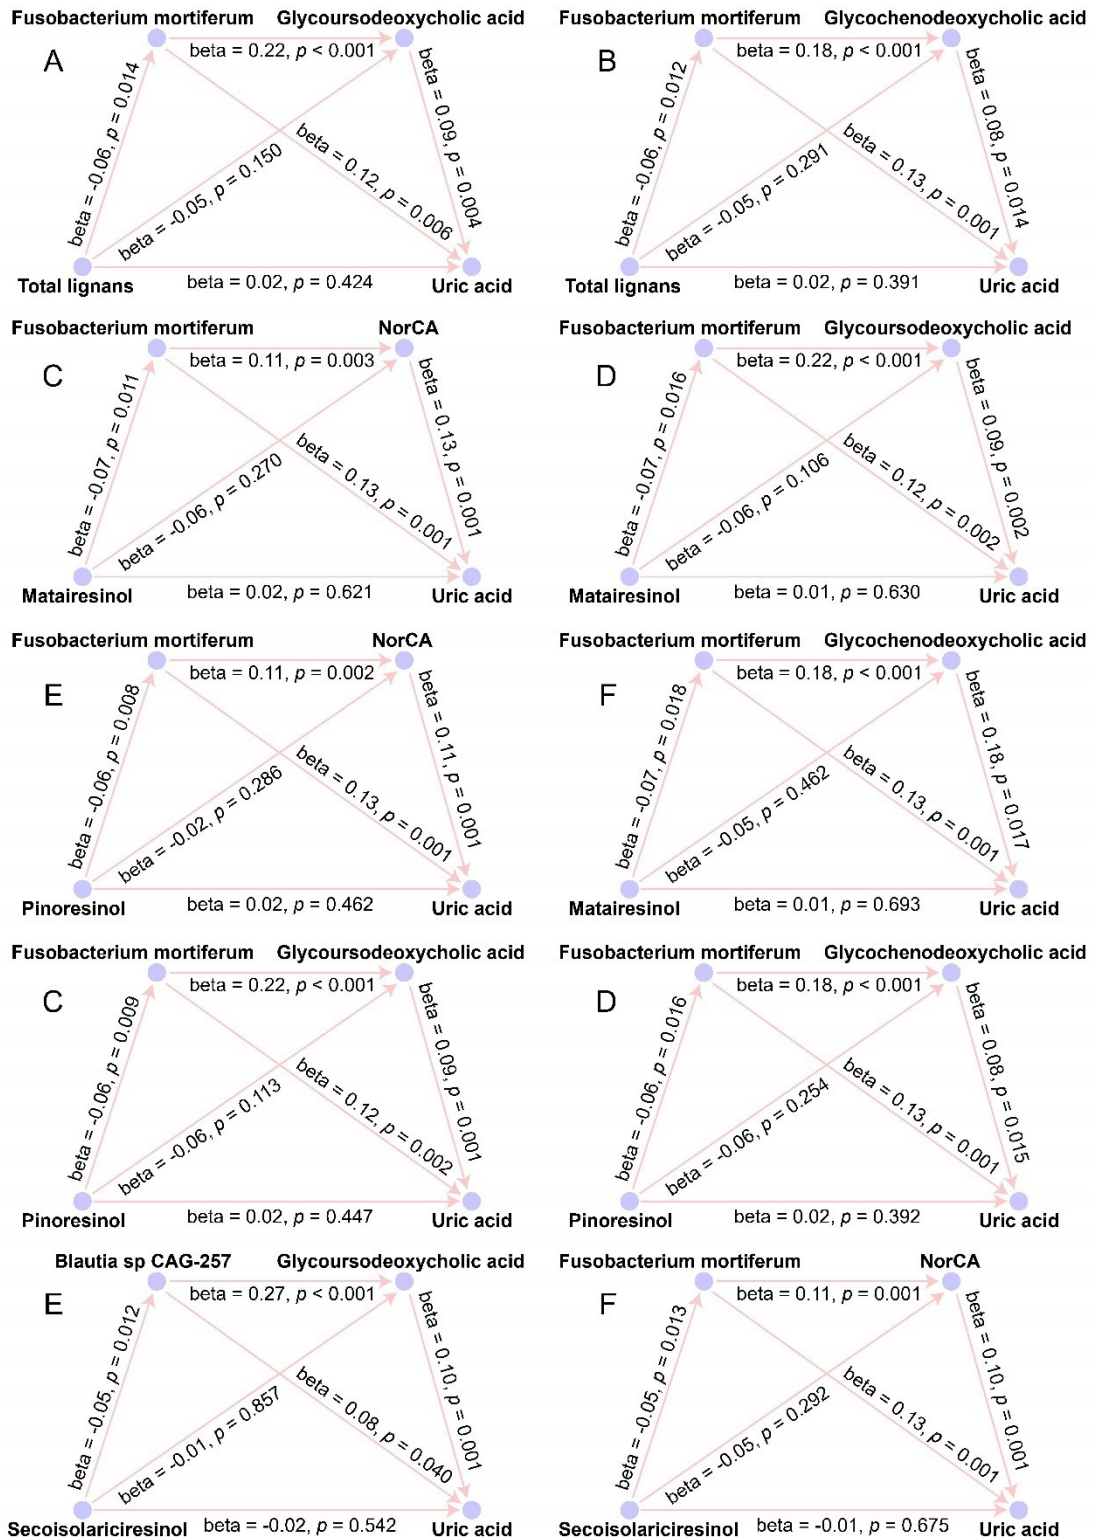 Fusobacterium mortiferum Glycoursodeoxycholic acid
A
beta = 0.22, p < 0.001
beta = -0.06, p = 0.014
beta = -0.05, p = 0.150
beta = 0.12, p = 0.006
beta = 0.09, p = 0.004
Total lignans
beta = 0.02, p = 0.424
Uric acid
Fusobacterium mortiferum Glycochenodeoxycholic acid
B
beta = 0.18, p < 0.001
beta = -0.06, p = 0.012
beta = -0.05, p = 0.291
beta = 0.13, p = 0.001
beta = 0.08, p = 0.014
Total lignans
beta = 0.02, p = 0.391
Uric acid
Fusobacterium mortiferum NorCA
C
beta = 0.11, p = 0.003
beta = -0.07, p = 0.011
beta = -0.06, p = 0.270
beta = 0.13, p = 0.001
beta = 0.13, p = 0.001
Matairesinol
beta = 0.02, p = 0.621
Uric acid
Fusobacterium mortiferum Glycoursodeoxycholic acid
D
beta = 0.22, p < 0.001
beta = -0.07, p = 0.016
beta = -0.06, p = 0.106
beta = 0.12, p = 0.002
beta = 0.09, p = 0.002
Matairesinol
beta = 0.01, p = 0.630
Uric acid
Fusobacterium mortiferum NorCA
E
beta = 0.11, p = 0.002
beta = -0.06, p = 0.008
beta = -0.02, p = 0.286
beta = 0.13, p = 0.001
beta = 0.11, p = 0.001
Pinoresinol
beta = 0.02, p = 0.462
Uric acid
Fusobacterium mortiferum Glycochenodeoxycholic acid
F
beta = 0.18, p < 0.001
beta = -0.07, p = 0.018
beta = -0.05, p = 0.462
beta = 0.13, p = 0.001
beta = 0.18, p = 0.017
Matairesinol
beta = 0.01, p = 0.693
Uric acid
Fusobacterium mortiferum Glycoursodeoxycholic acid
C
beta = 0.22, p < 0.001
beta = -0.06, p = 0.009
beta = -0.06, p = 0.113
beta = 0.12, p = 0.002
beta = 0.09, p = 0.001
Pinoresinol
beta = 0.02, p = 0.447
Uric acid
Fusobacterium mortiferum Glycochenodeoxycholic acid
D
beta = 0.18, p < 0.001
beta = -0.06, p = 0.016
beta = -0.06, p = 0.254
beta = 0.13, p = 0.001
beta = 0.08, p = 0.015
Pinoresinol
beta = 0.02, p = 0.392
Uric acid
Blautia sp CAG-257 Glycoursodeoxycholic acid
E
beta = 0.27, p < 0.001
beta = -0.05, p = 0.012
beta = -0.01, p = 0.857
beta = 0.08, p = 0.040
beta = 0.10, p = 0.001
Secoisolariciresinol
beta = -0.02, p = 0.542
Uric acid
Fusobacterium mortiferum NorCA
F
beta = 0.11, p = 0.001
beta = -0.05, p = 0.013
beta = -0.05, p = 0.292
beta = 0.13, p = 0.001
beta = 0.10, p = 0.001
Secoisolariciresinol
beta = -0.01, p = 0.675
Uric acid